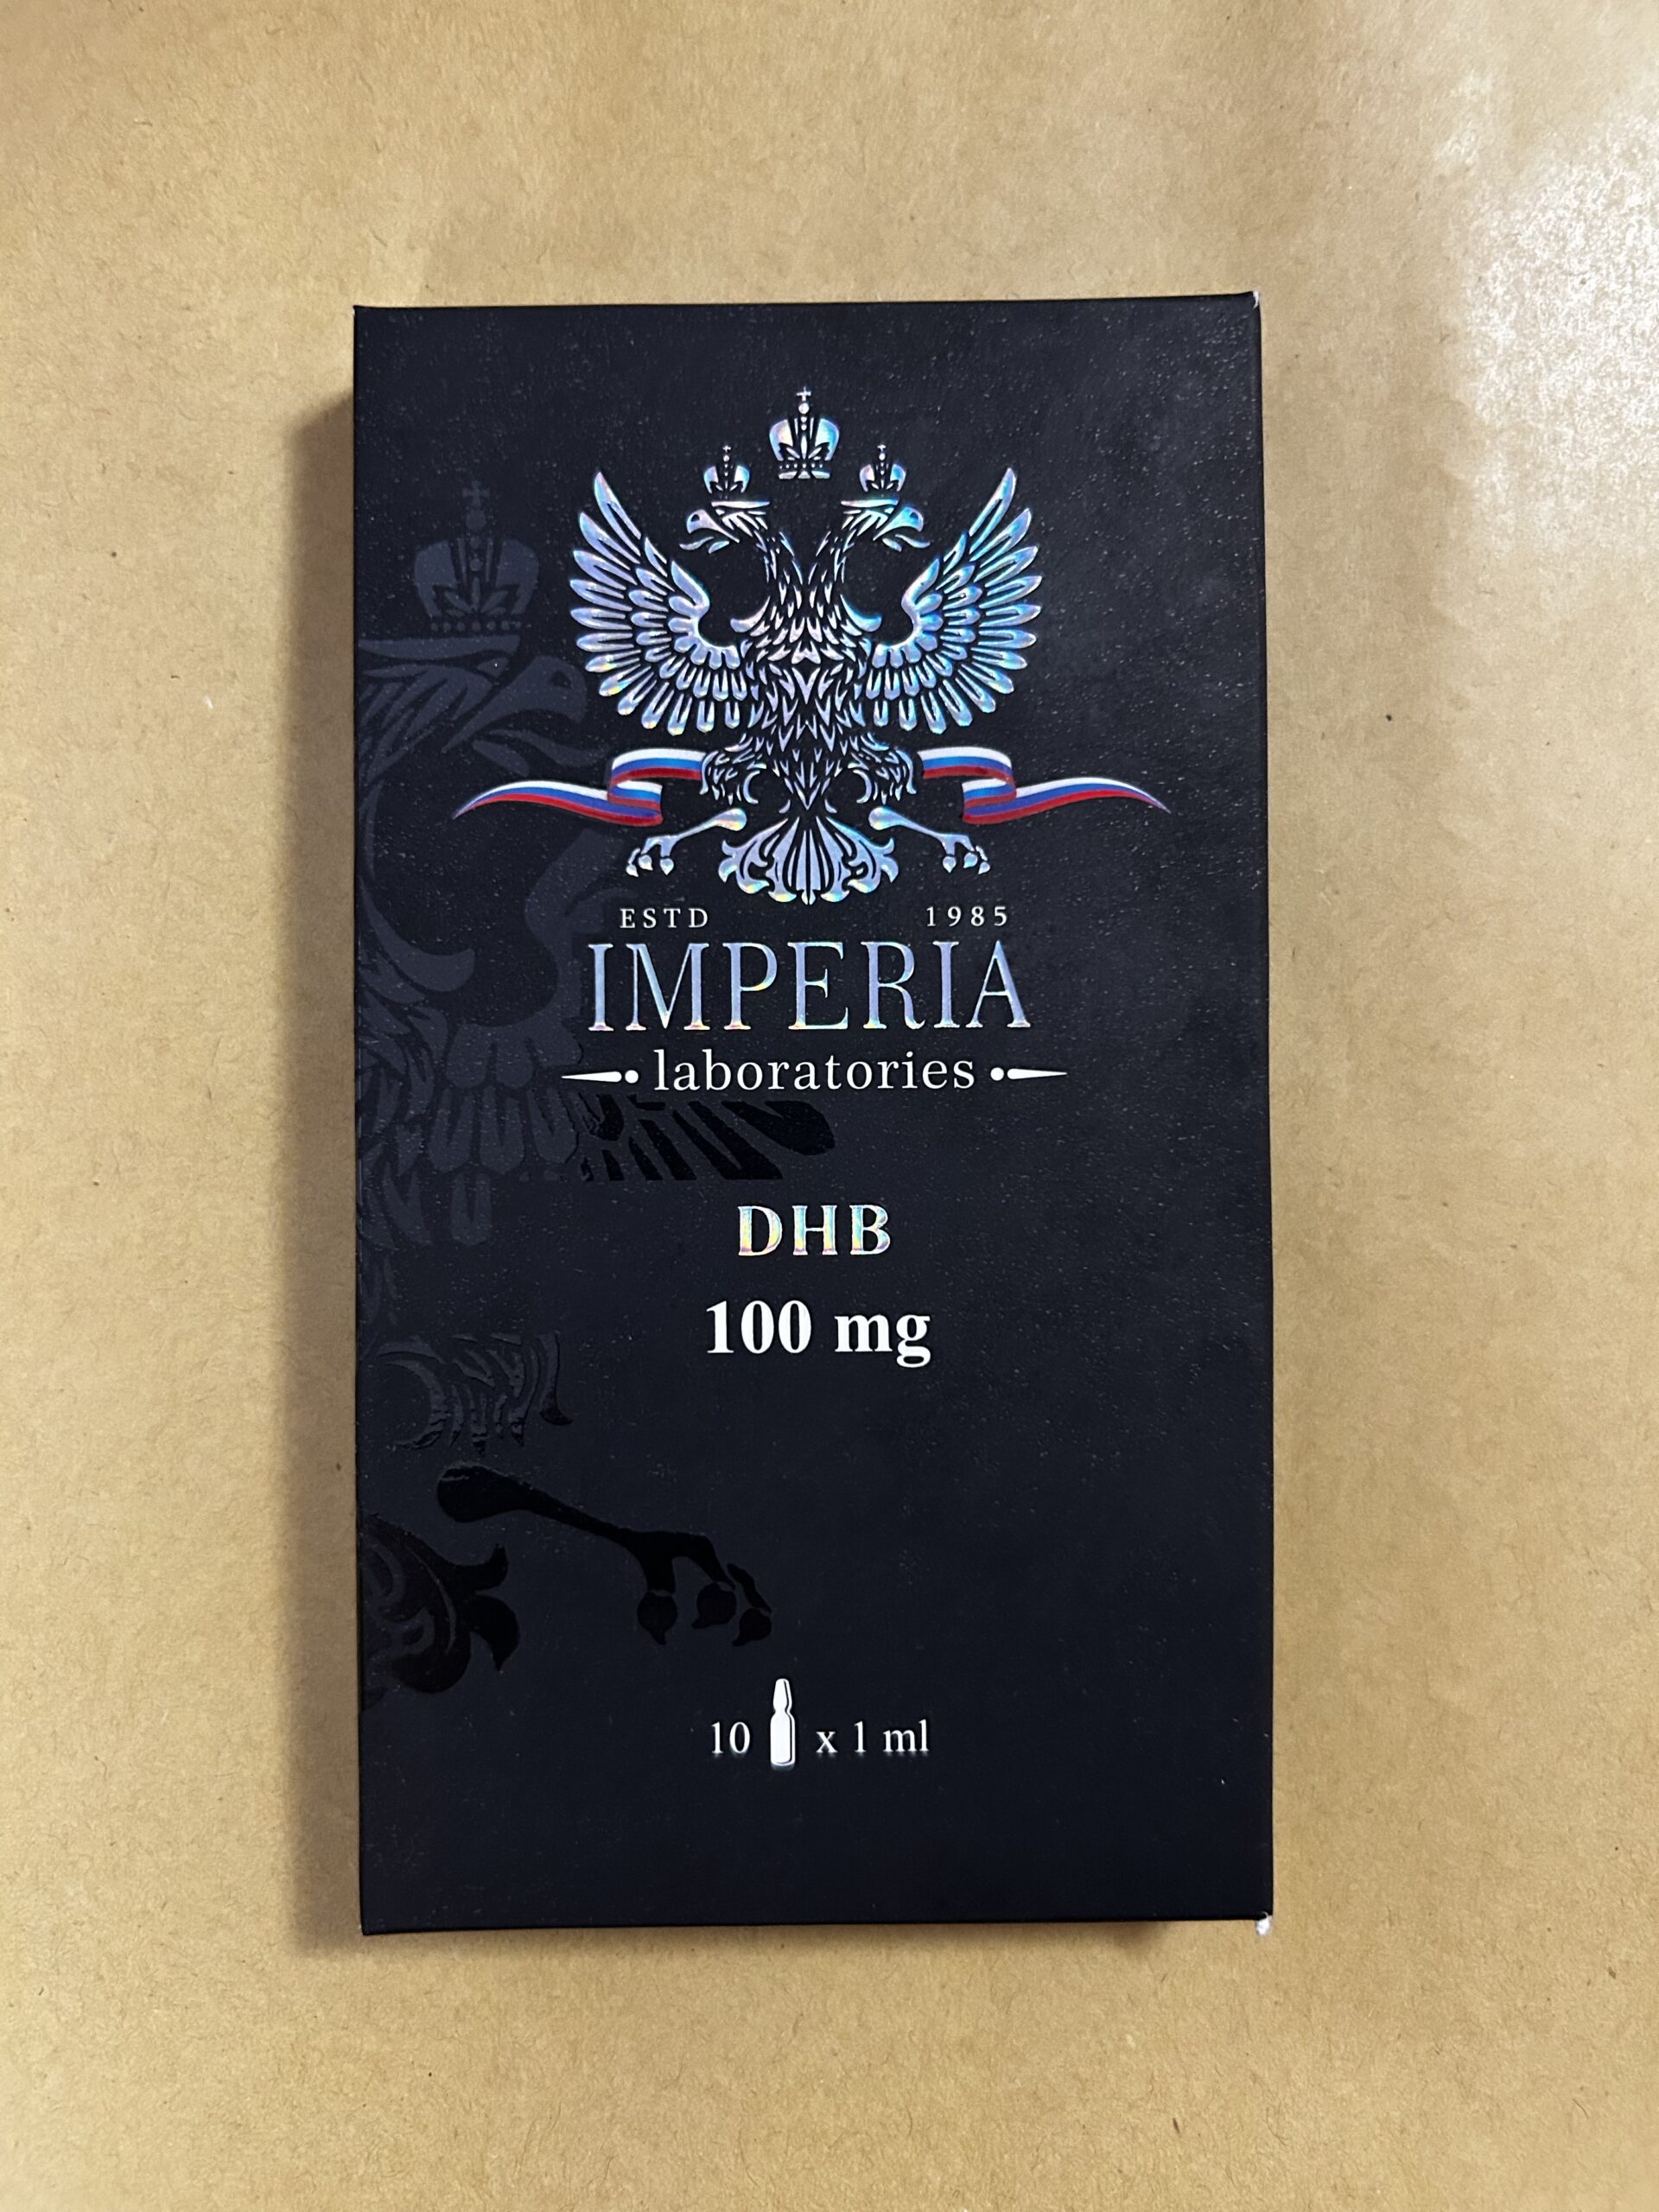 ESTD 1985
IMPERIA
laboratories
DHB
100 mg
10 x 1 ml